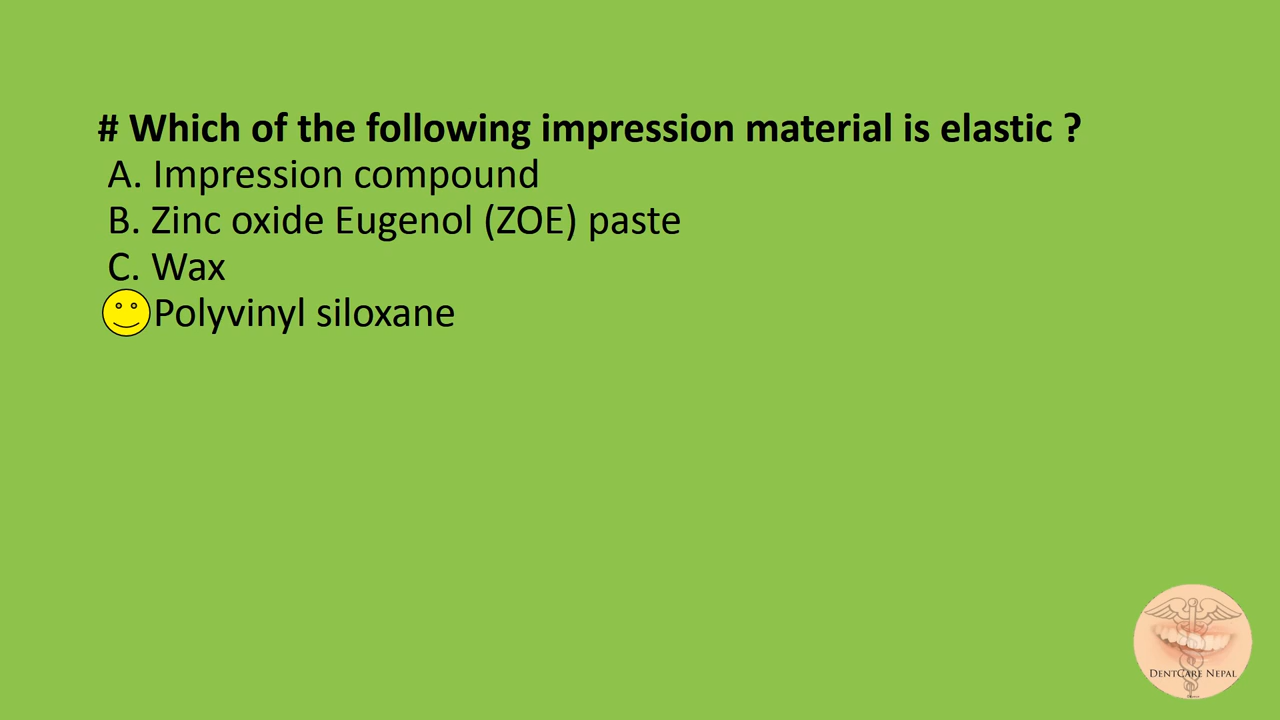 # Which of the following impression material is elastic ?
A. Impression compound
B. Zinc oxide Eugenol (ZOE) paste
C. Wax
Polyvinyl siloxane
DentCare Nepal